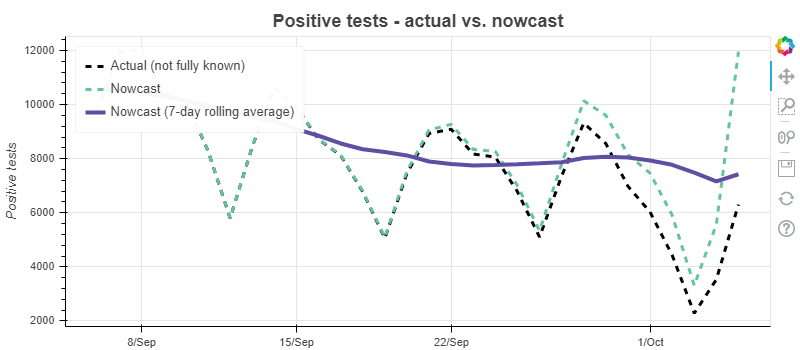 Positive tests - actual vs. nowcast
12000
10000
8000
6000
4000
2000
Positive tests
Actual (not fully known)
Nowcast
Nowcast (7-day rolling average)
8/Sep
15/Sep
22/Sep
1/Oct